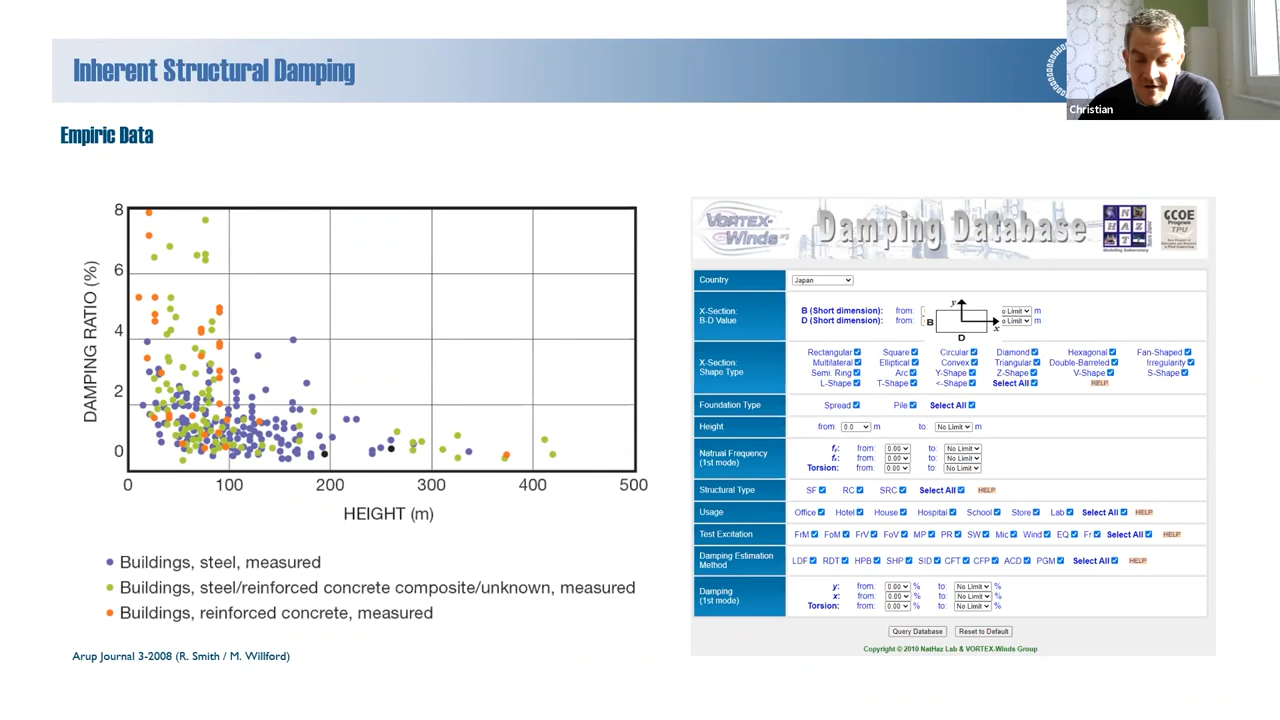 Inherent Structural Damping
Christian
Empiric Data
8
6
4
2
0
DAMPING RATIO (%)
0 100 200 300 400 500
HEIGHT (m)
Buildings, steel, measured
Buildings, steel/reinforced concrete composite/unknown, measured
Buildings, reinforced concrete, measured
Arup Journal 3-2008 (R. Smith / M. Willford)
VORTEX-Winds
Damping Database
NHAZT
GCOE Program TPU
Country Japan
X-Section: B-D Value
B (Short dimension): from: o Limit m
D (Short dimension): from: o Limit m
y
B
x
D
X-Section: Shape Type
Rectangular Square Circular Diamond Hexagonal Fan-Shaped
Multilateral Elliptical Convex Triangular Double-Barreled Irregularity
Semi. Ring Arc Y-Shape Z-Shape V-Shape S-Shape
L-Shape T-Shape <-Shape Select All HELP
Foundation Type Spread Pile Select All
Height from: 0.0 m to: No Limit m
Natrual Frequency (1st mode)
from: 0.00 to: No Limit
from: 0.00 to: No Limit
Torsion: from: 0.00 to: No Limit
Structural Type SF RC SRC Select All HELP
Usage Office Hotel House Hospital School Store Lab Select All HELP
Test Excitation FrM FoM FrV FoV MP PR SW Mic Wind EQ Fr Select All HELP
Damping Estimation Method LDF RDT HPB SHP SID CFT CFP ACD PGM Select All HELP
Damping (1st mode)
y: from: 0.00 % to: No Limit %
x: from: 0.00 % to: No Limit %
Torsion: from: 0.00 % to: No Limit %
Query Database Reset to Default
Copyright © 2010 NatHaz Lab & VORTEX-Winds Group